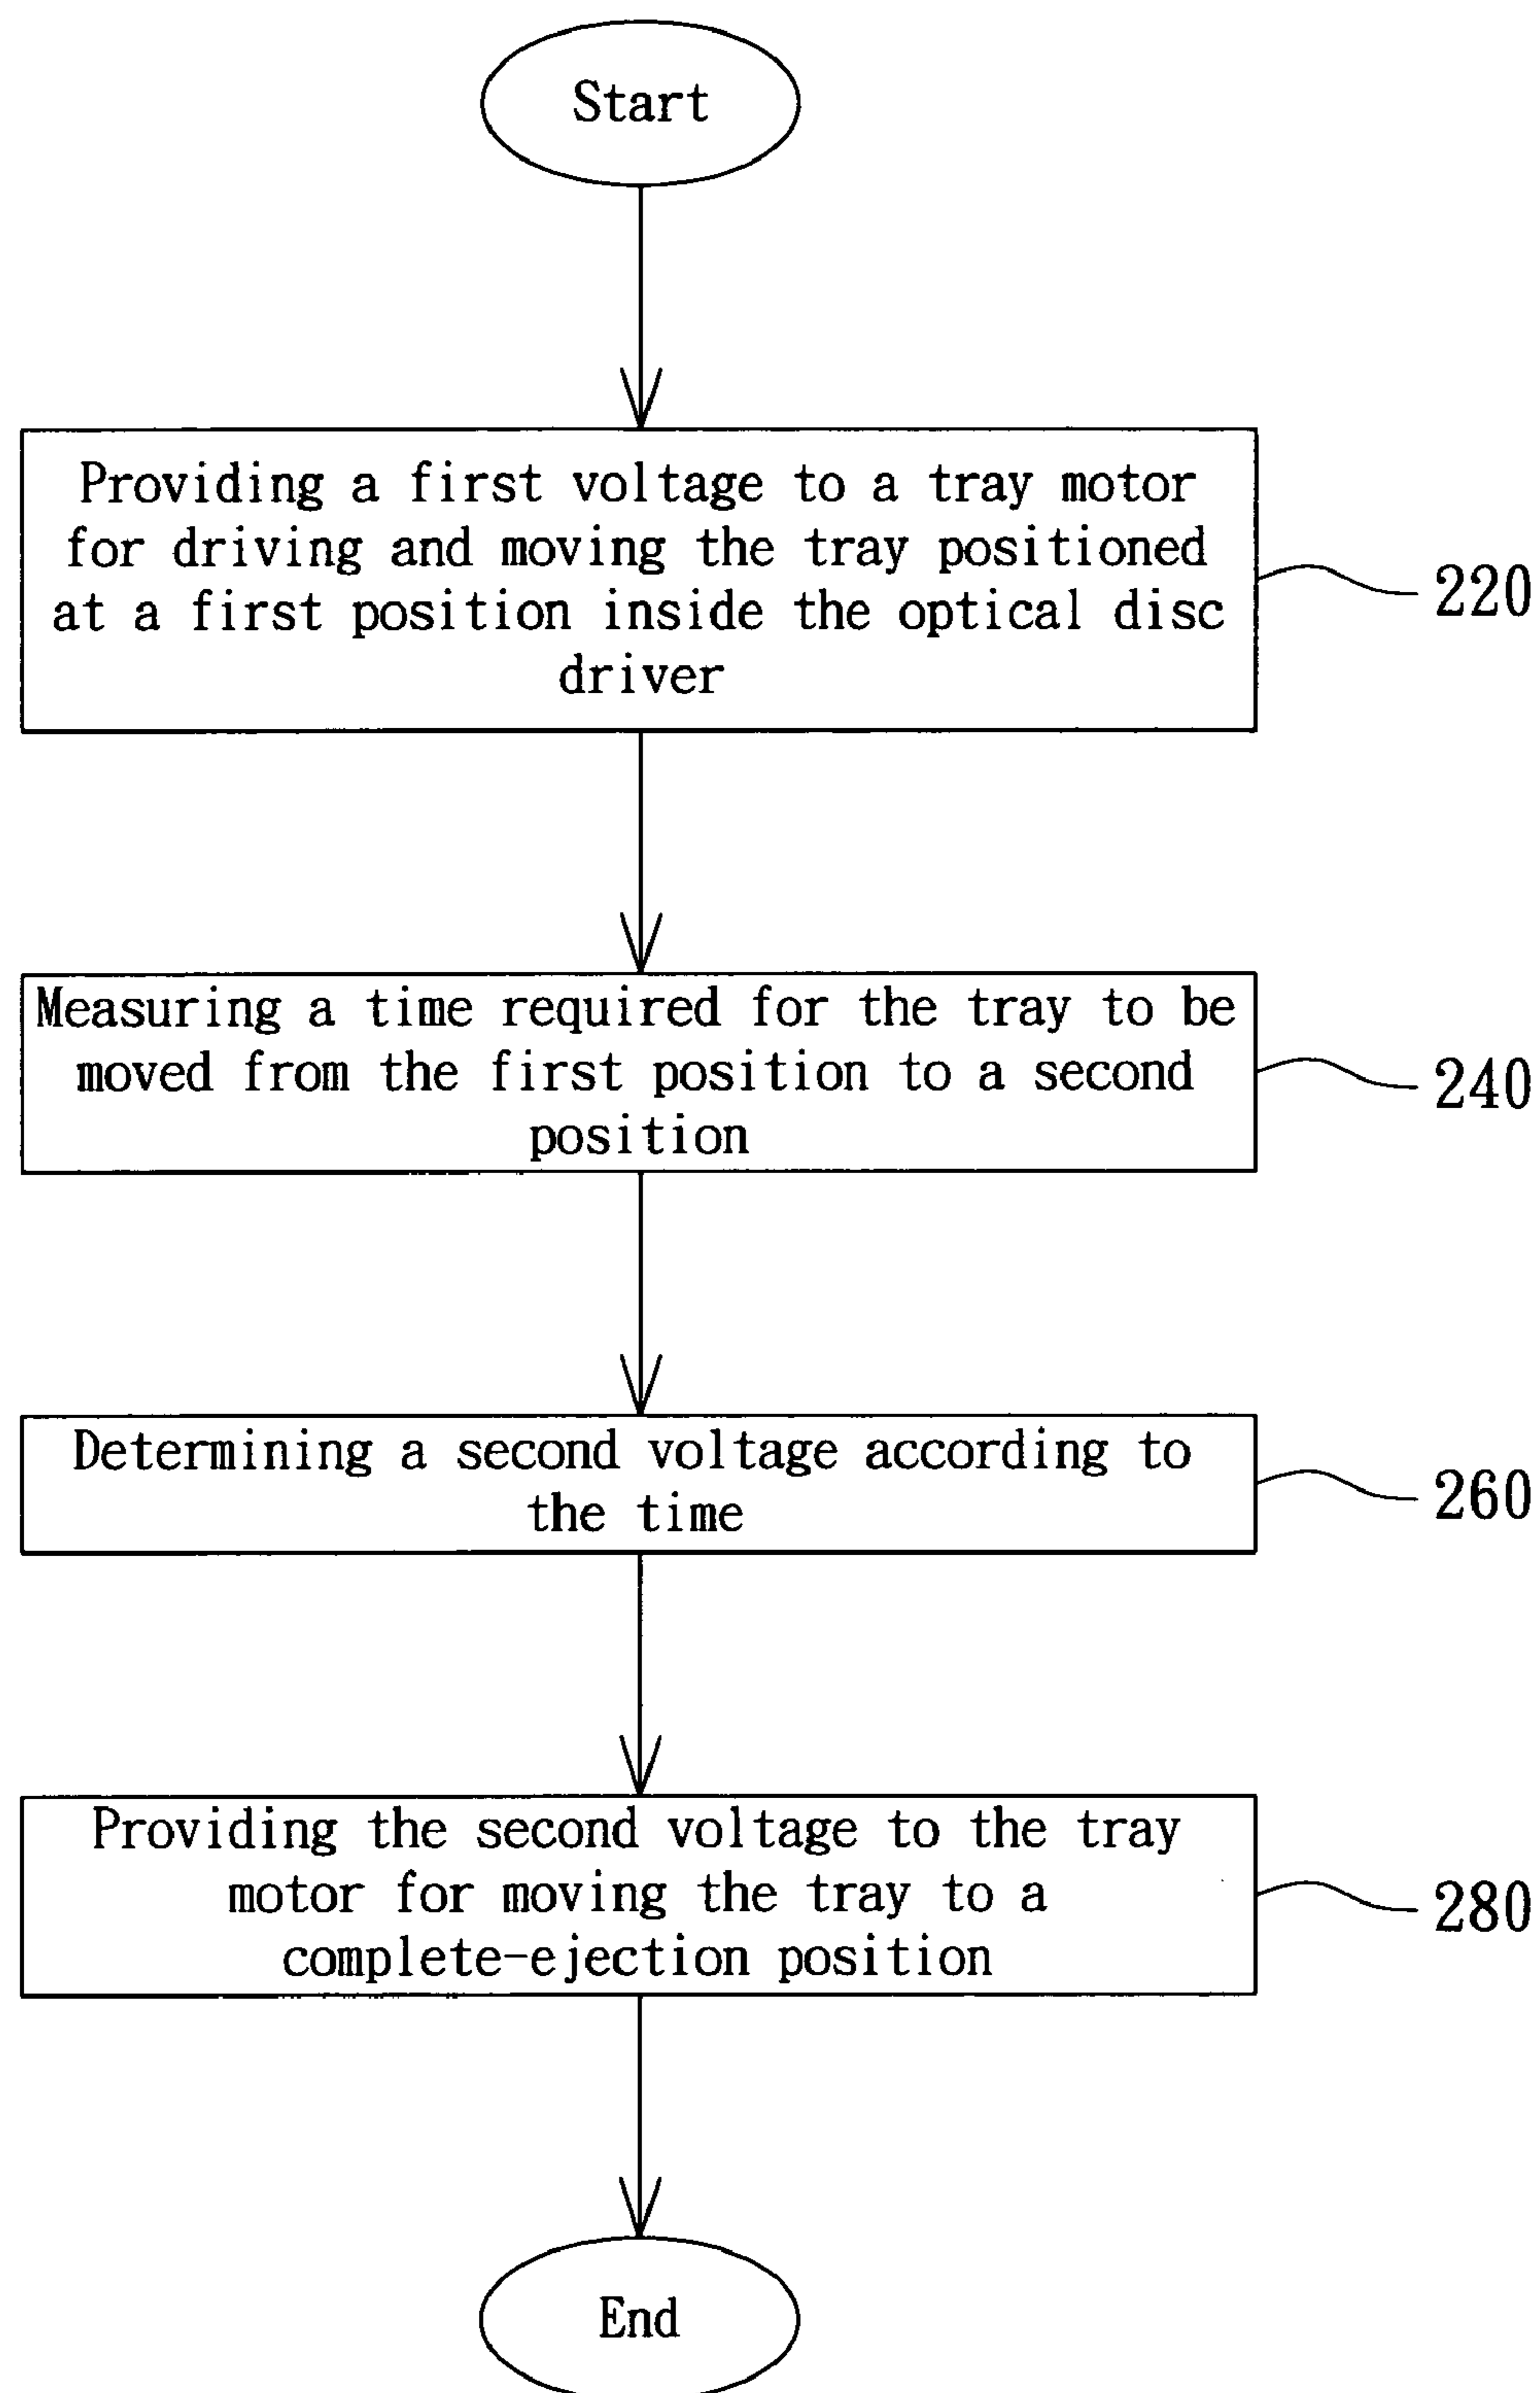 Start
Providing a first voltage to a tray motor
for driving and moving the tray positioned
at a first position inside the optical disc
driver
220
Measuring a time required for the tray to be
moved from the first position to a second
position
240
Determining a second voltage according to
the time
260
Providing the second voltage to the tray
motor for moving the tray to a
complete-ejection position
280
End